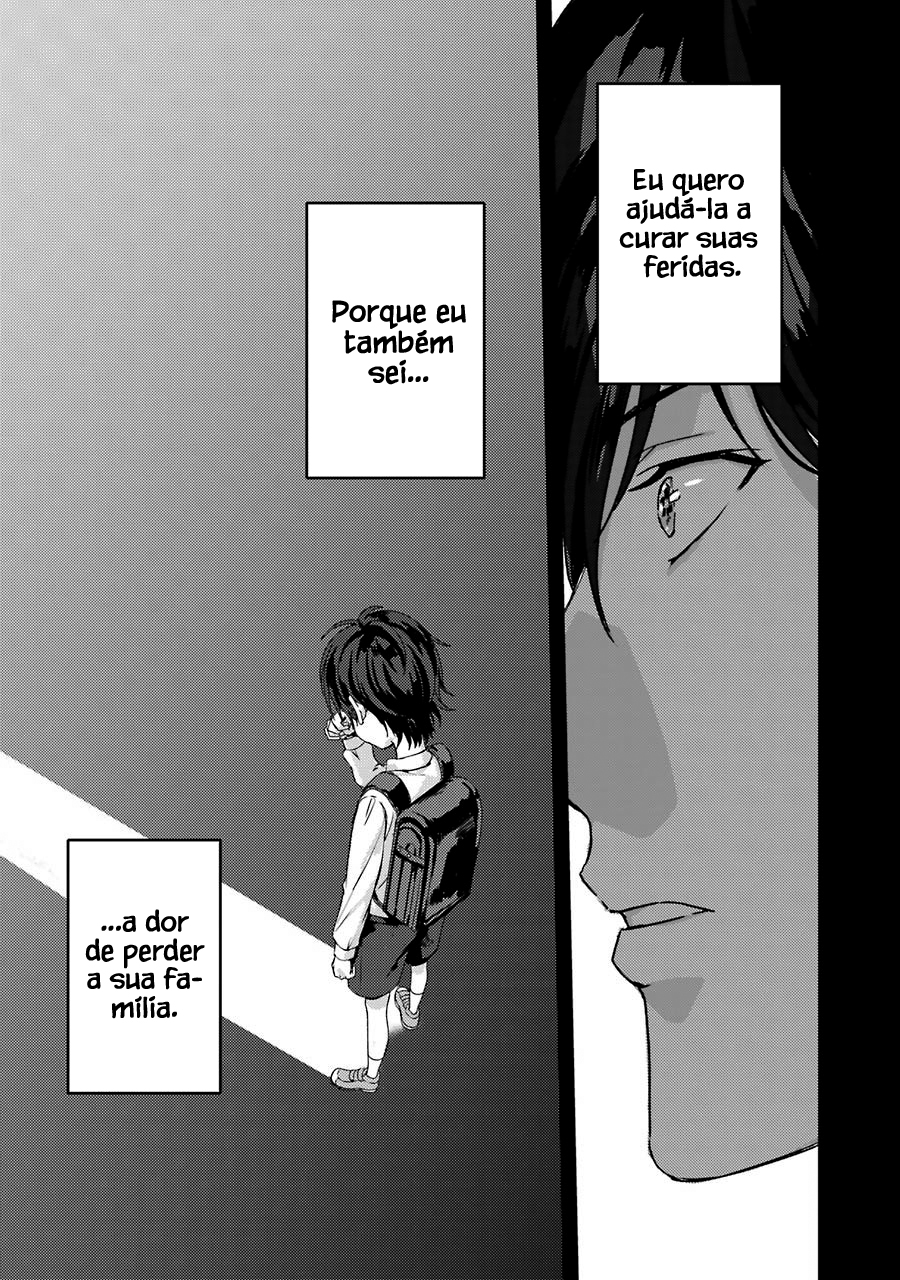 Eu quero
ajudá-la a
curar suas
feridas.
Porque eu
também
sei...
...a dor
de perder
a sua fa-
mília.